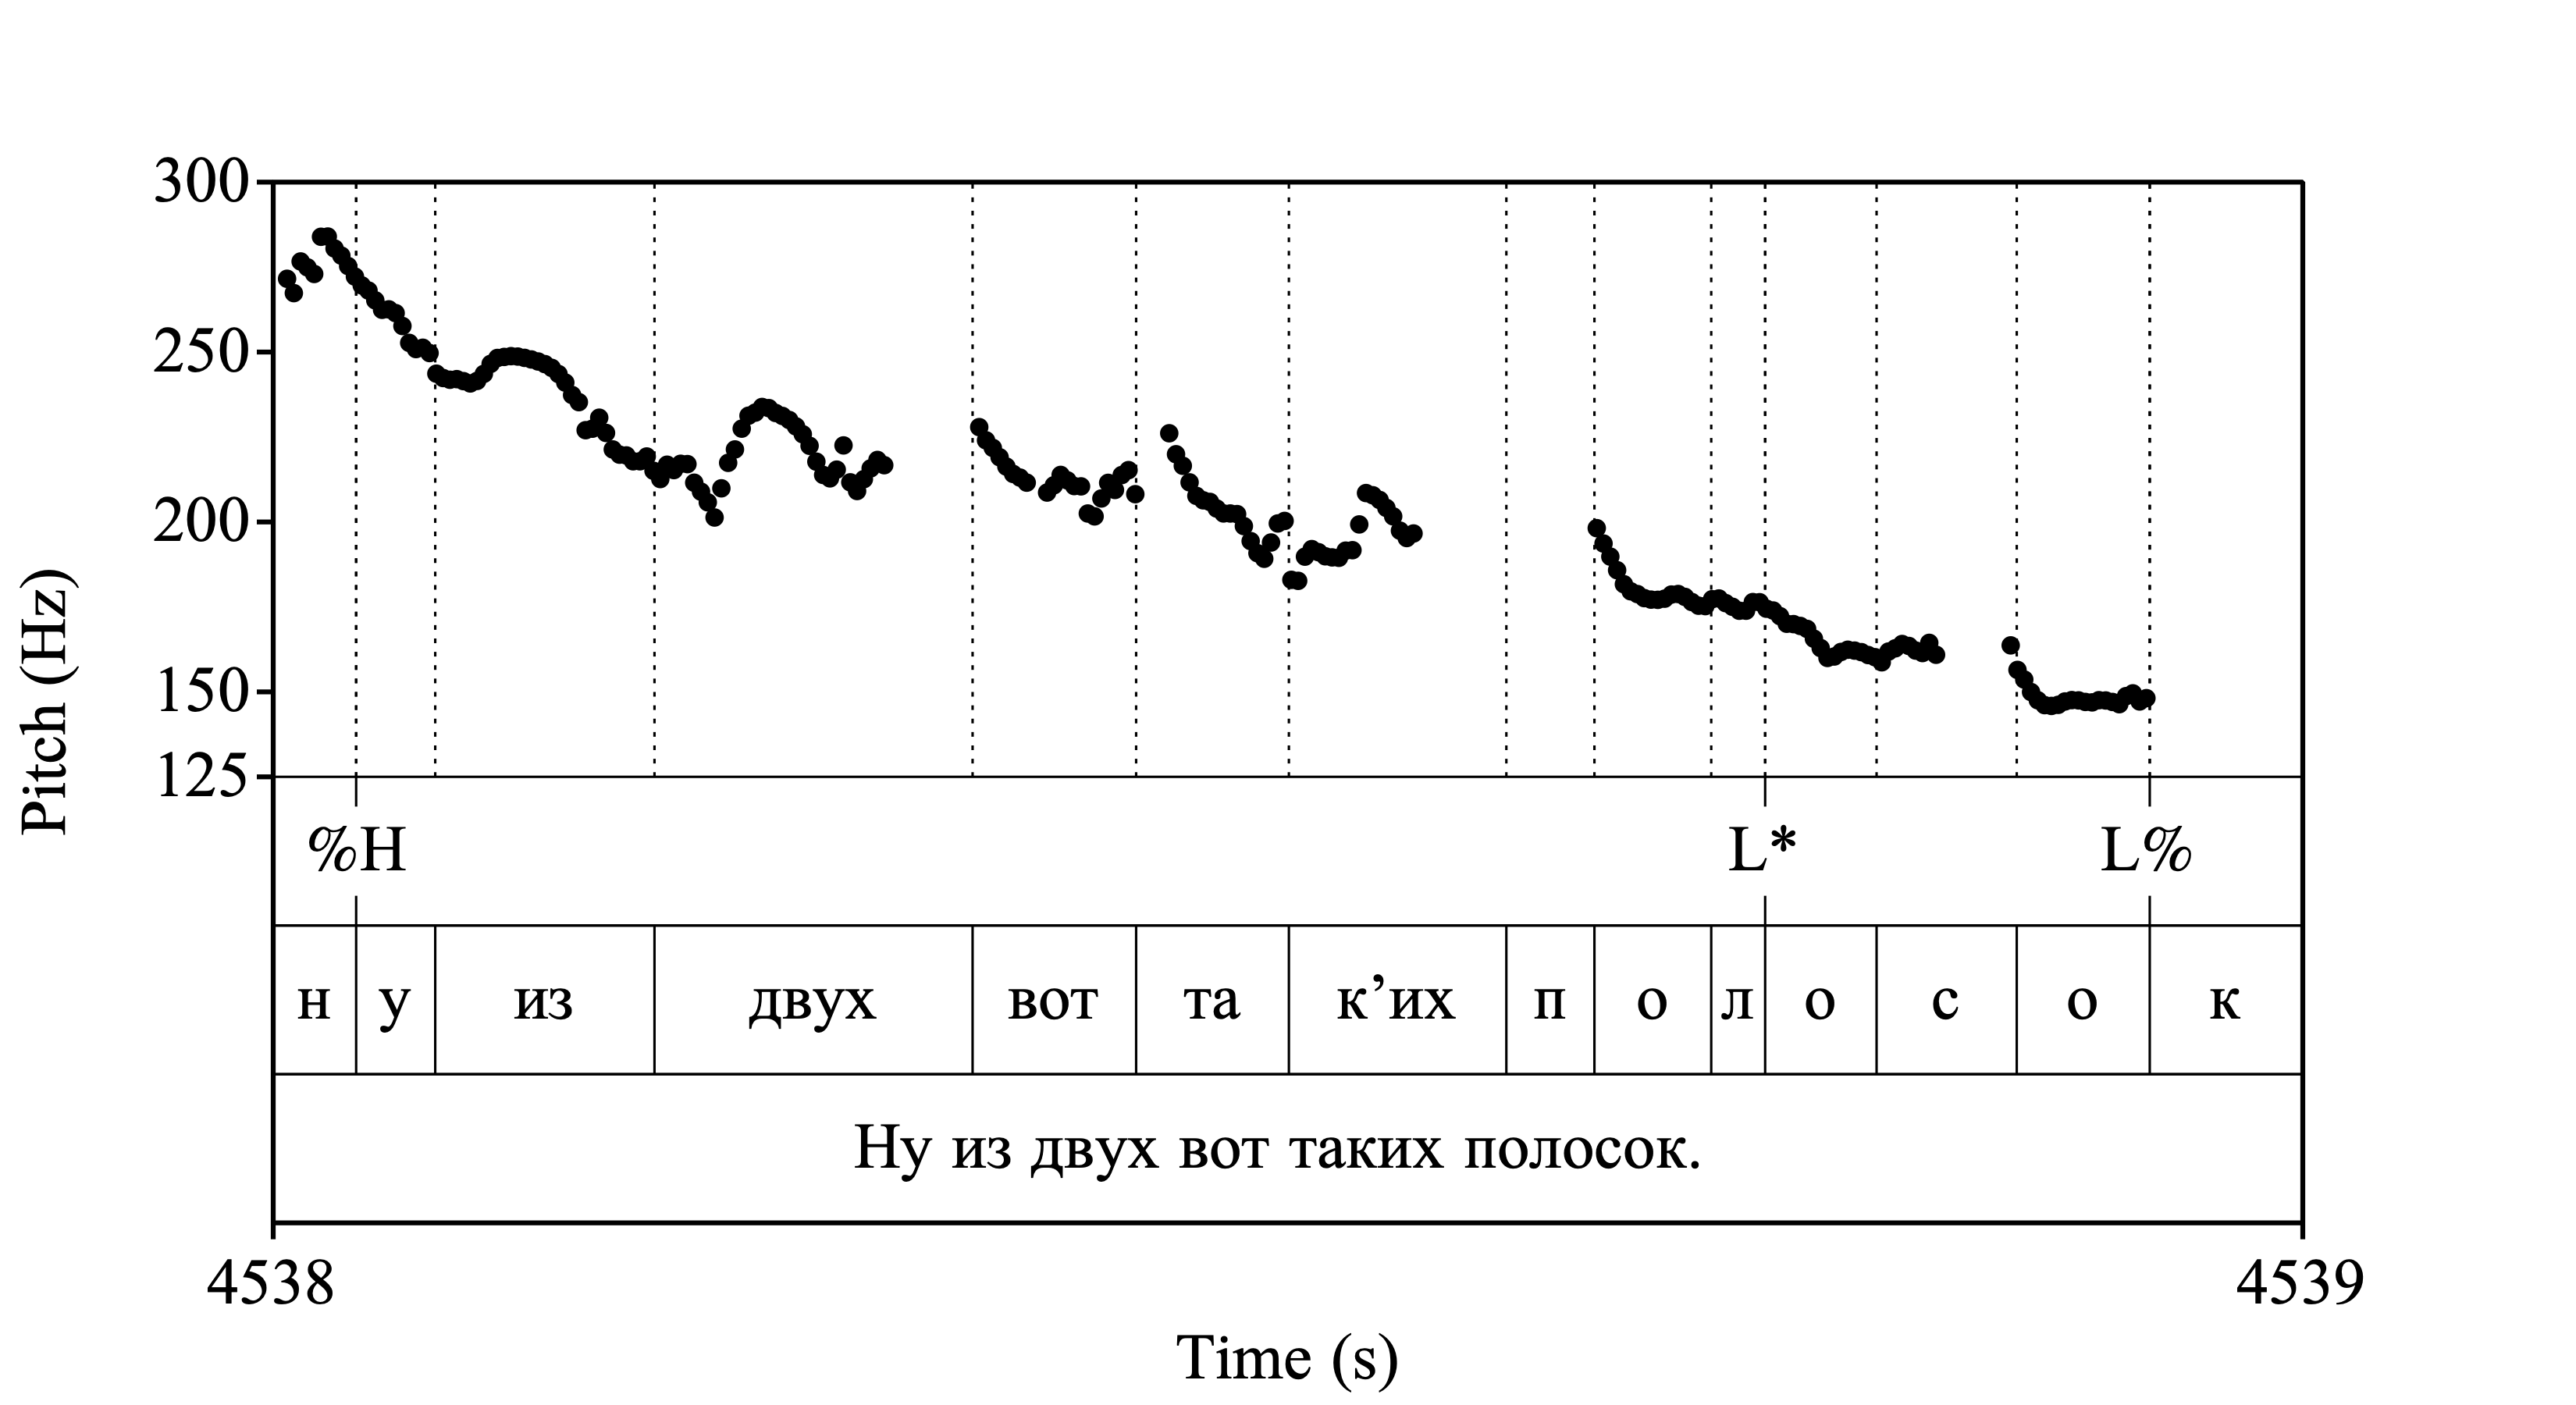 300
250
200
150
125
Pitch (Hz)
%H L* L%
н у из двух вот та к’их п о л о с о к
Ну из двух вот таких полосок.
4538 4539
Time (s)